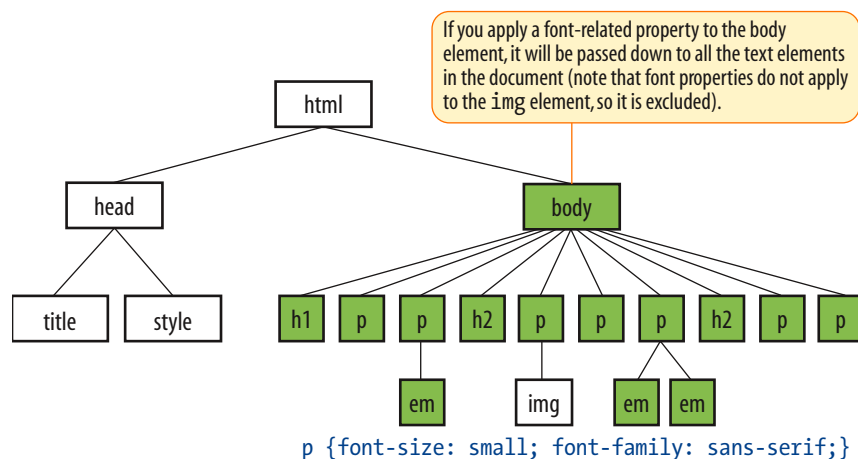 If you apply a font-related property to the body
element, it will be passed down to all the text elements
in the document (note that font properties do not apply
to the img element, so it is excluded).
html
head
body
title
style
h1
p
p
h2
p
p
p
h2
p
p
em
img
em
em
p {font-size: small; font-family: sans-serif;}